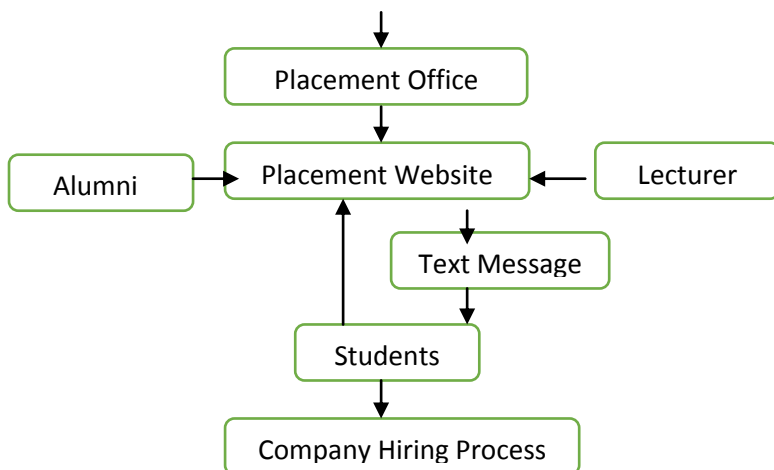 Placement Office
Alumni
Placement Website
Lecturer
Text Message
Students
Company Hiring Process